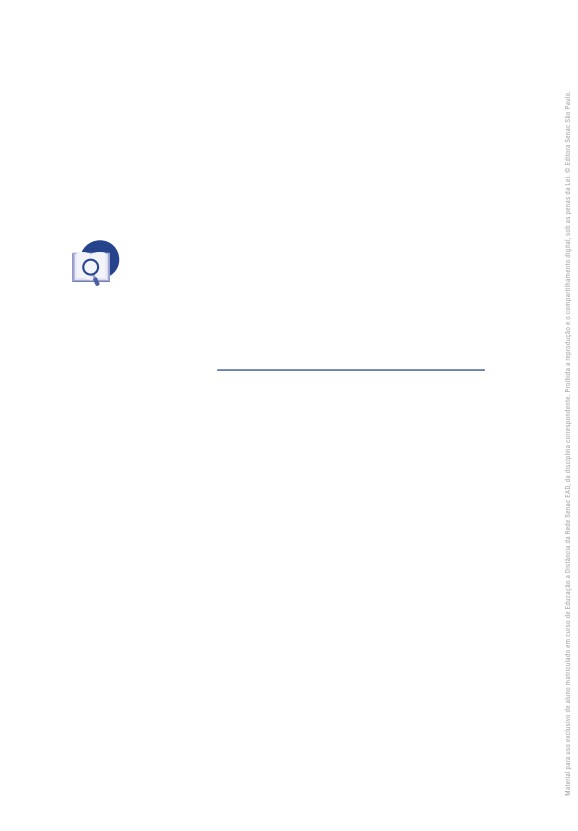 Material para uso exclusivo de aluno matriculado em curso de Educação a Distância da Rede Senac EAD, da disciplina correspondente. Proibida a reprodução e o compartilhamento digital, sob as penas da Lei. © Editora Senac São Paulo.